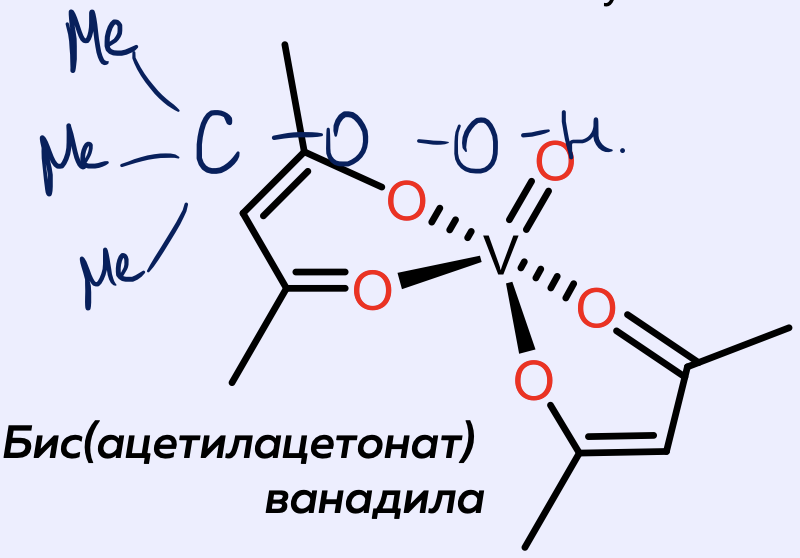 Me
Me — C — O — O — H.
Me
O
O
V
O
O
O
Бис(ацетилацетонат)
ванадила